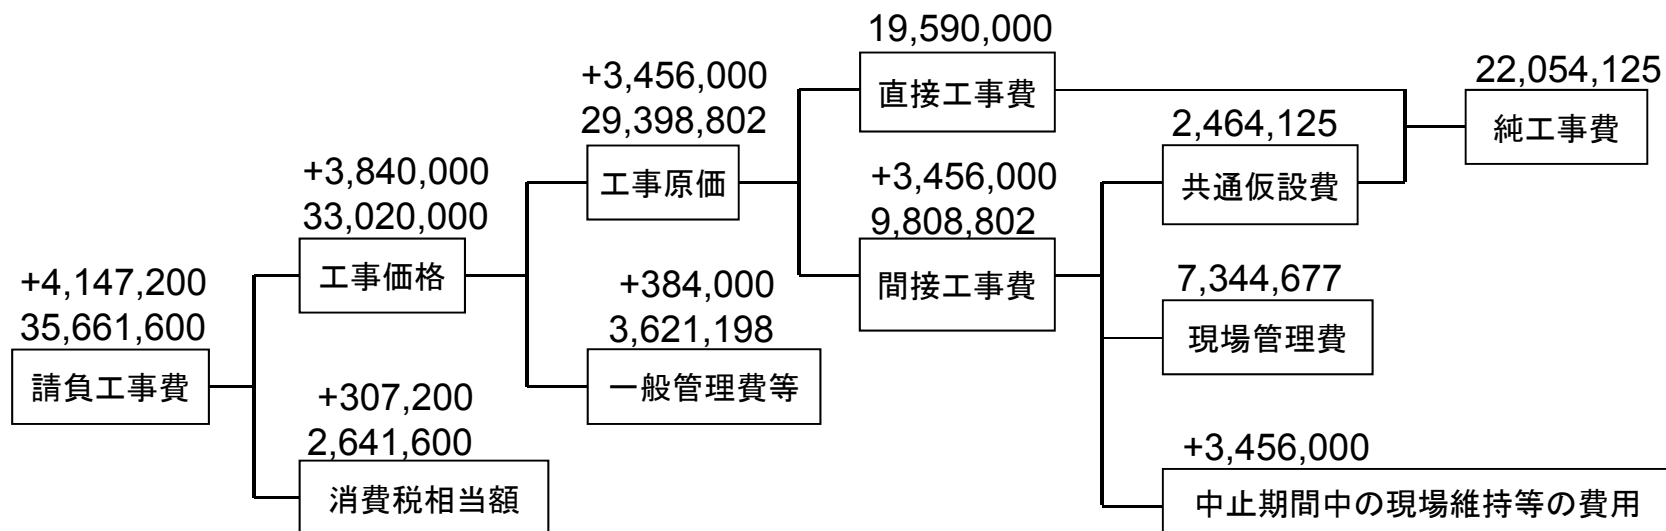 +4,147,200
35,661,600
請負工事費
+3,840,000
33,020,000
工事価格
+307,200
2,641,600
消費税相当額
+3,456,000
29,398,802
工事原価
+384,000
3,621,198
一般管理費等
19,590,000
直接工事費
+3,456,000
9,808,802
間接工事費
2,464,125
共通仮設費
7,344,677
現場管理費
+3,456,000
中止期間中の現場維持等の費用
22,054,125
純工事費